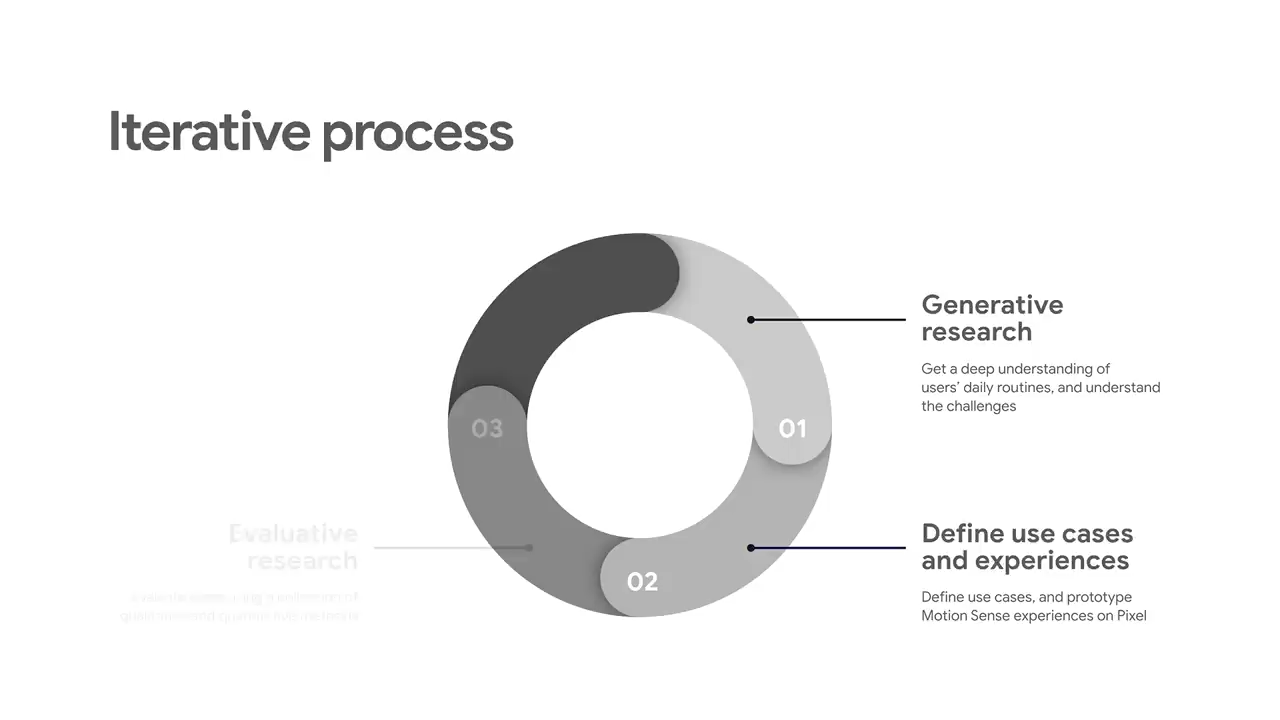 Iterative process
Generative
research
Get a deep understanding of
users’ daily routines, and understand
the challenges
01
03
Define use cases
and experiences
Define use cases, and prototype
Motion Sense experiences on Pixel
02
Evaluative
research